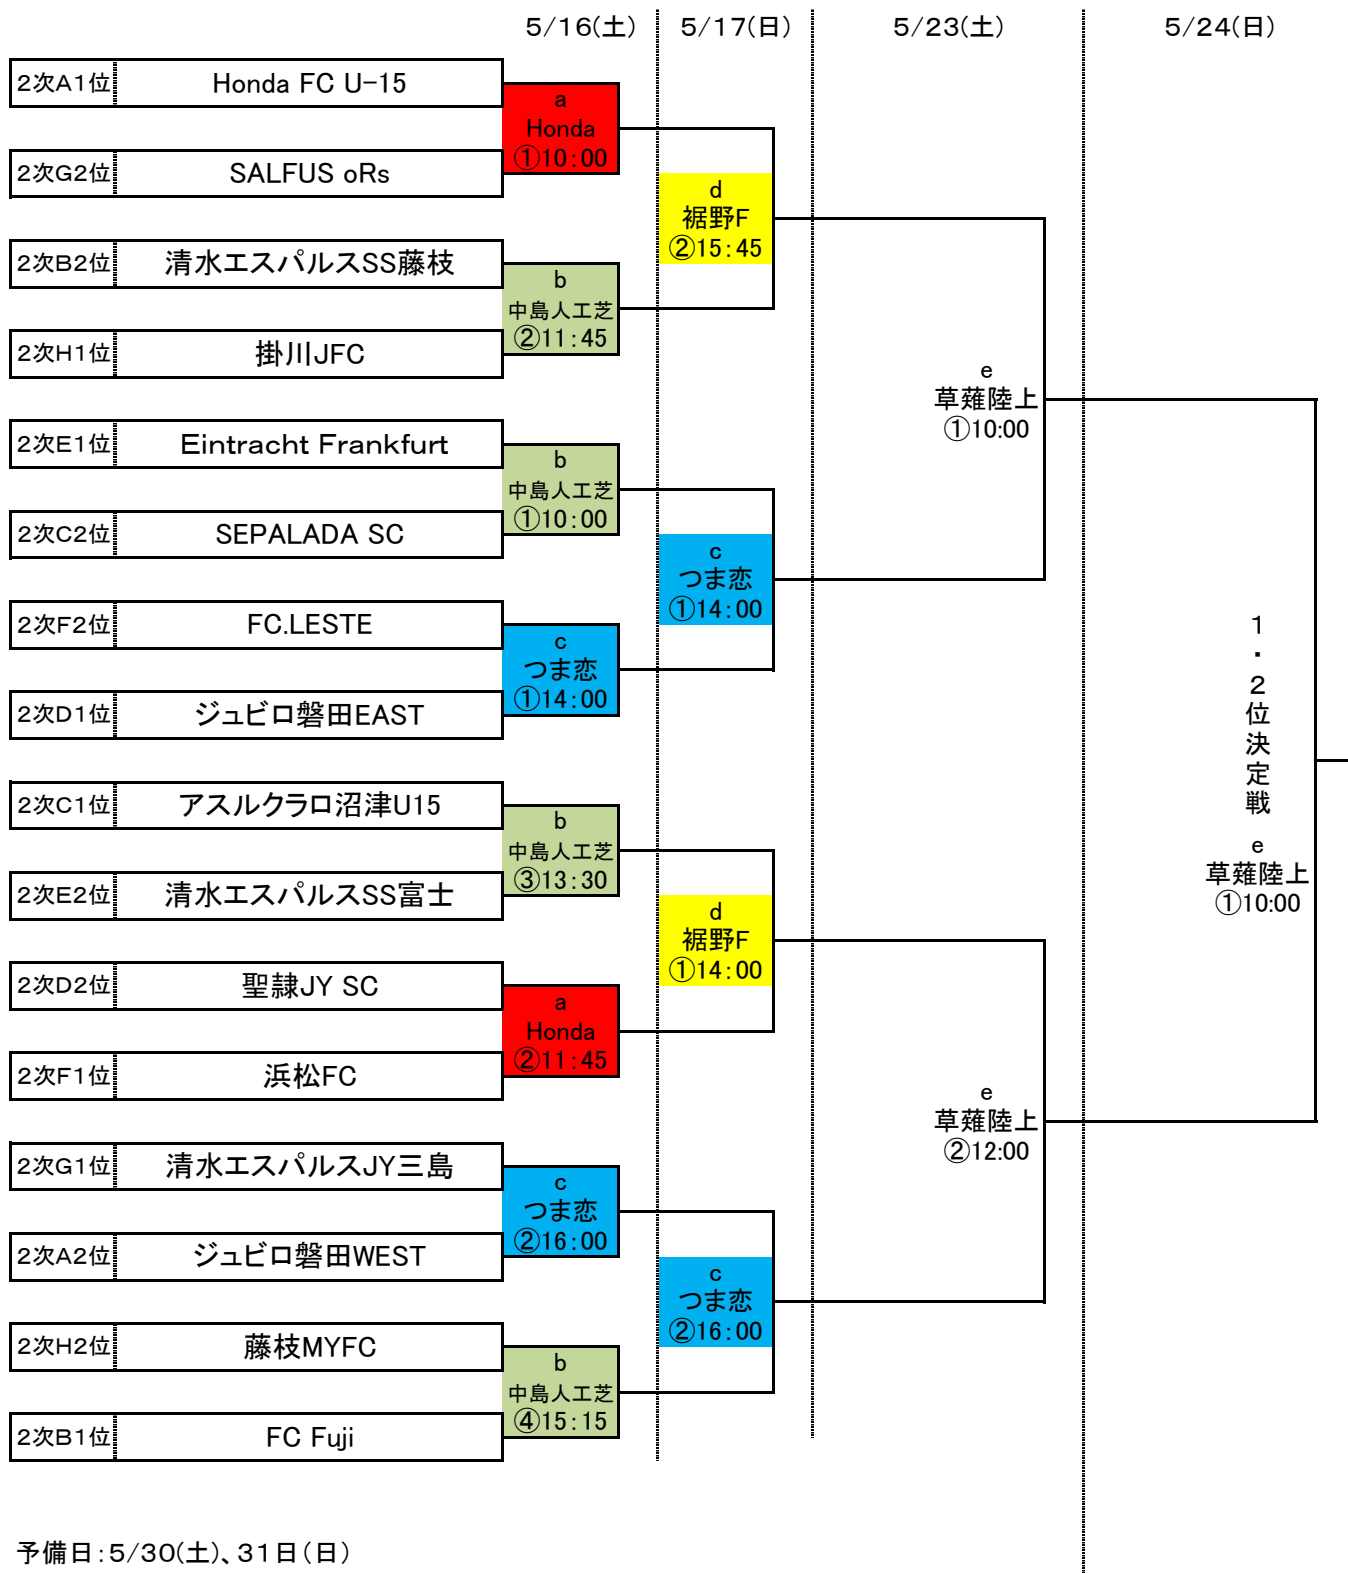 5/16(土) 5/17(日) 5/23(土) 5/24(日)
2次A1位 Honda FC U-15
a
Honda
①10:00
2次G2位 SALFUS oRs
d
裾野F
②15:45
2次B2位 清水エスパルスSS藤枝
b
中島人工芝
②11:45
2次H1位 掛川JFC
e
草薙陸上
①10:00
2次E1位 Eintracht Frankfurt
b
中島人工芝
①10:00
2次C2位 SEPALADA SC
c
つま恋
①14:00
2次F2位 FC.LESTE
c
つま恋
①14:00
2次D1位 ジュビロ磐田EAST
1・2位決定戦
e
草薙陸上
①10:00
2次C1位 アスルクラロ沼津U15
b
中島人工芝
③13:30
2次E2位 清水エスパルスSS富士
d
裾野F
①14:00
2次D2位 聖隷JY SC
a
Honda
②11:45
2次F1位 浜松FC
e
草薙陸上
②12:00
2次G1位 清水エスパルスJY三島
c
つま恋
②16:00
2次A2位 ジュビロ磐田WEST
c
つま恋
②16:00
2次H2位 藤枝MYFC
b
中島人工芝
④15:15
2次B1位 FC Fuji
予備日:5/30(土)、31日(日)